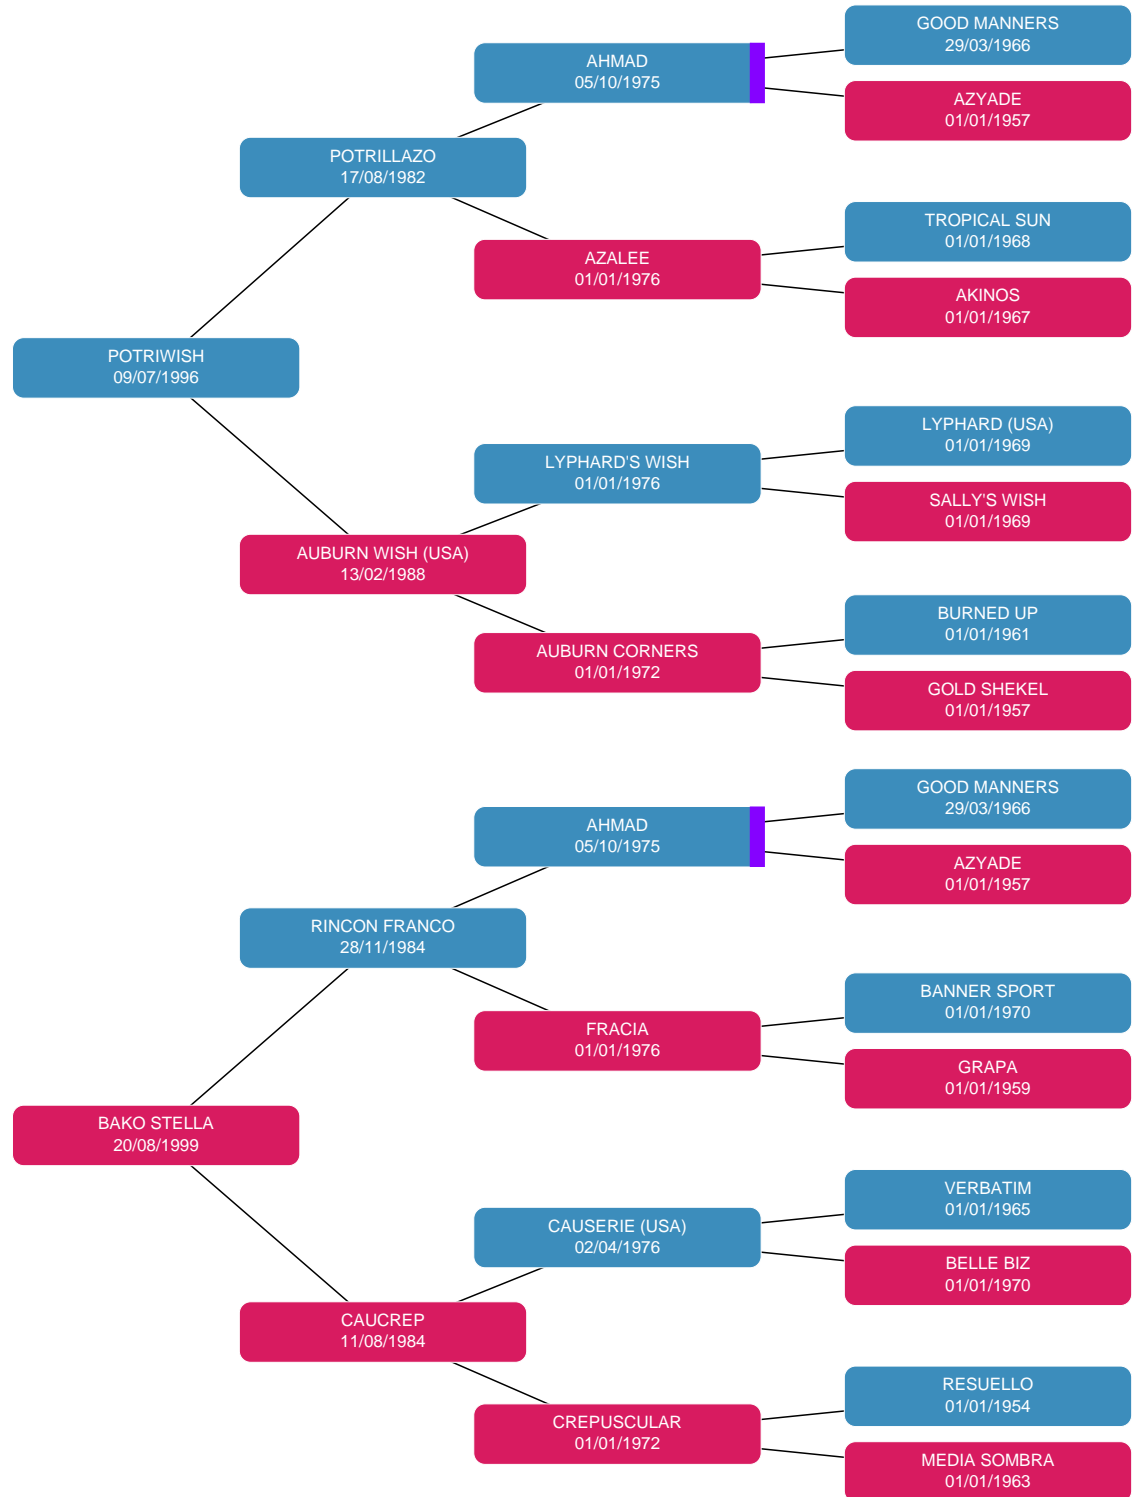 GOOD MANNERS
29/03/1966
AHMAD
05/10/1975
AZYADE
01/01/1957
POTRILLAZO
17/08/1982
TROPICAL SUN
01/01/1968
AZALEE
01/01/1976
AKINOS
01/01/1967
POTRIWISH
09/07/1996
LYPHARD (USA)
01/01/1969
LYPHARD'S WISH
01/01/1976
SALLY'S WISH
01/01/1969
AUBURN WISH (USA)
13/02/1988
BURNED UP
01/01/1961
AUBURN CORNERS
01/01/1972
GOLD SHEKEL
01/01/1957
GOOD MANNERS
29/03/1966
AHMAD
05/10/1975
AZYADE
01/01/1957
RINCON FRANCO
28/11/1984
BANNER SPORT
01/01/1970
FRACIA
01/01/1976
GRAPA
01/01/1959
BAKO STELLA
20/08/1999
VERBATIM
01/01/1965
CAUSERIE (USA)
02/04/1976
BELLE BIZ
01/01/1970
CAUCREP
11/08/1984
RESUELLO
01/01/1954
CREPUSCULAR
01/01/1972
MEDIA SOMBRA
01/01/1963